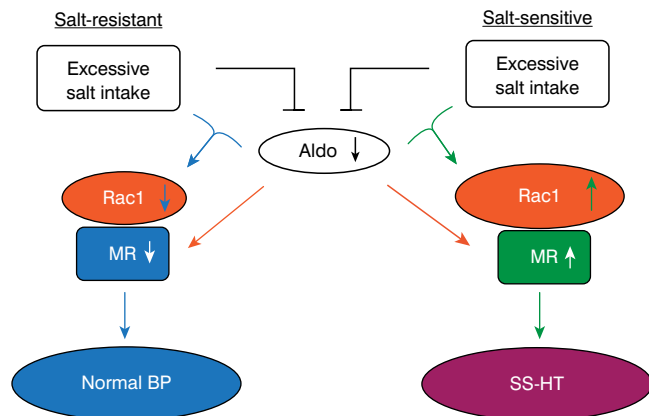 Salt-resistant
Salt-sensitive
Excessive
salt intake
Excessive
salt intake
Aldo
Rac1
Rac1
MR
MR
Normal BP
SS-HT